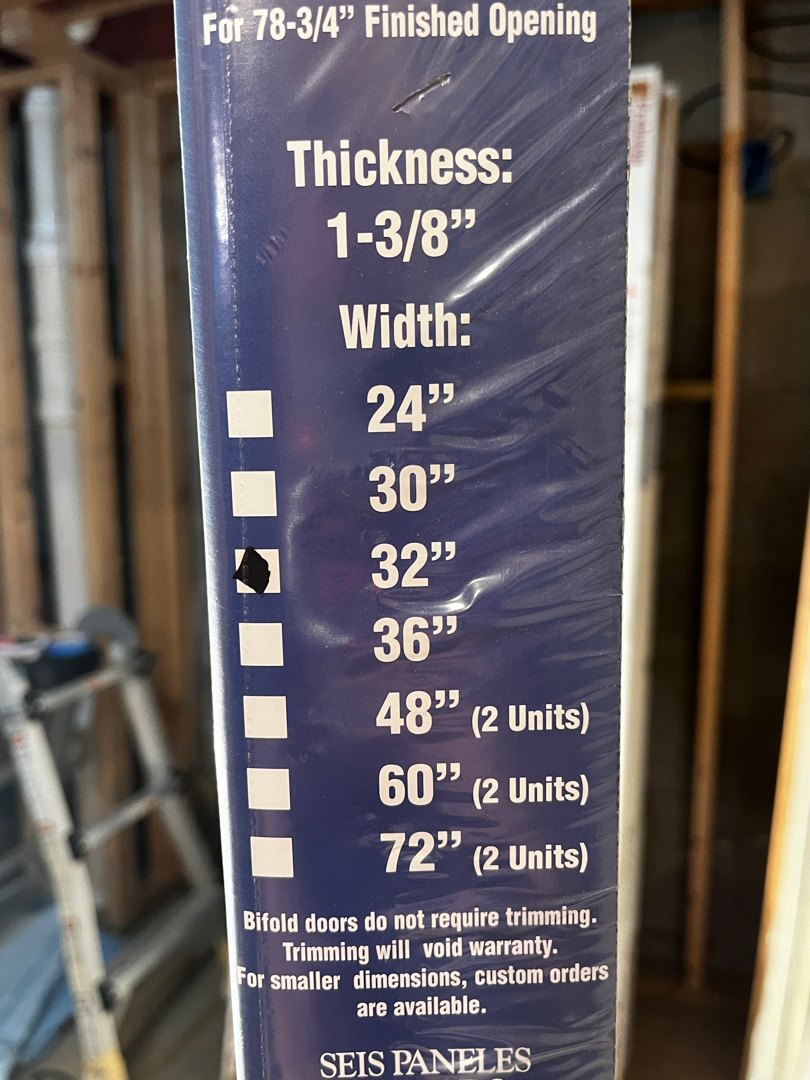 For 78-3/4” Finished Opening
Thickness:
1-3/8”
Width:
24”
30”
32”
36”
48” (2 Units)
60” (2 Units)
72” (2 Units)
Bifold doors do not require trimming.
Trimming will void warranty.
For smaller dimensions, custom orders
are available.
SEIS PANELES